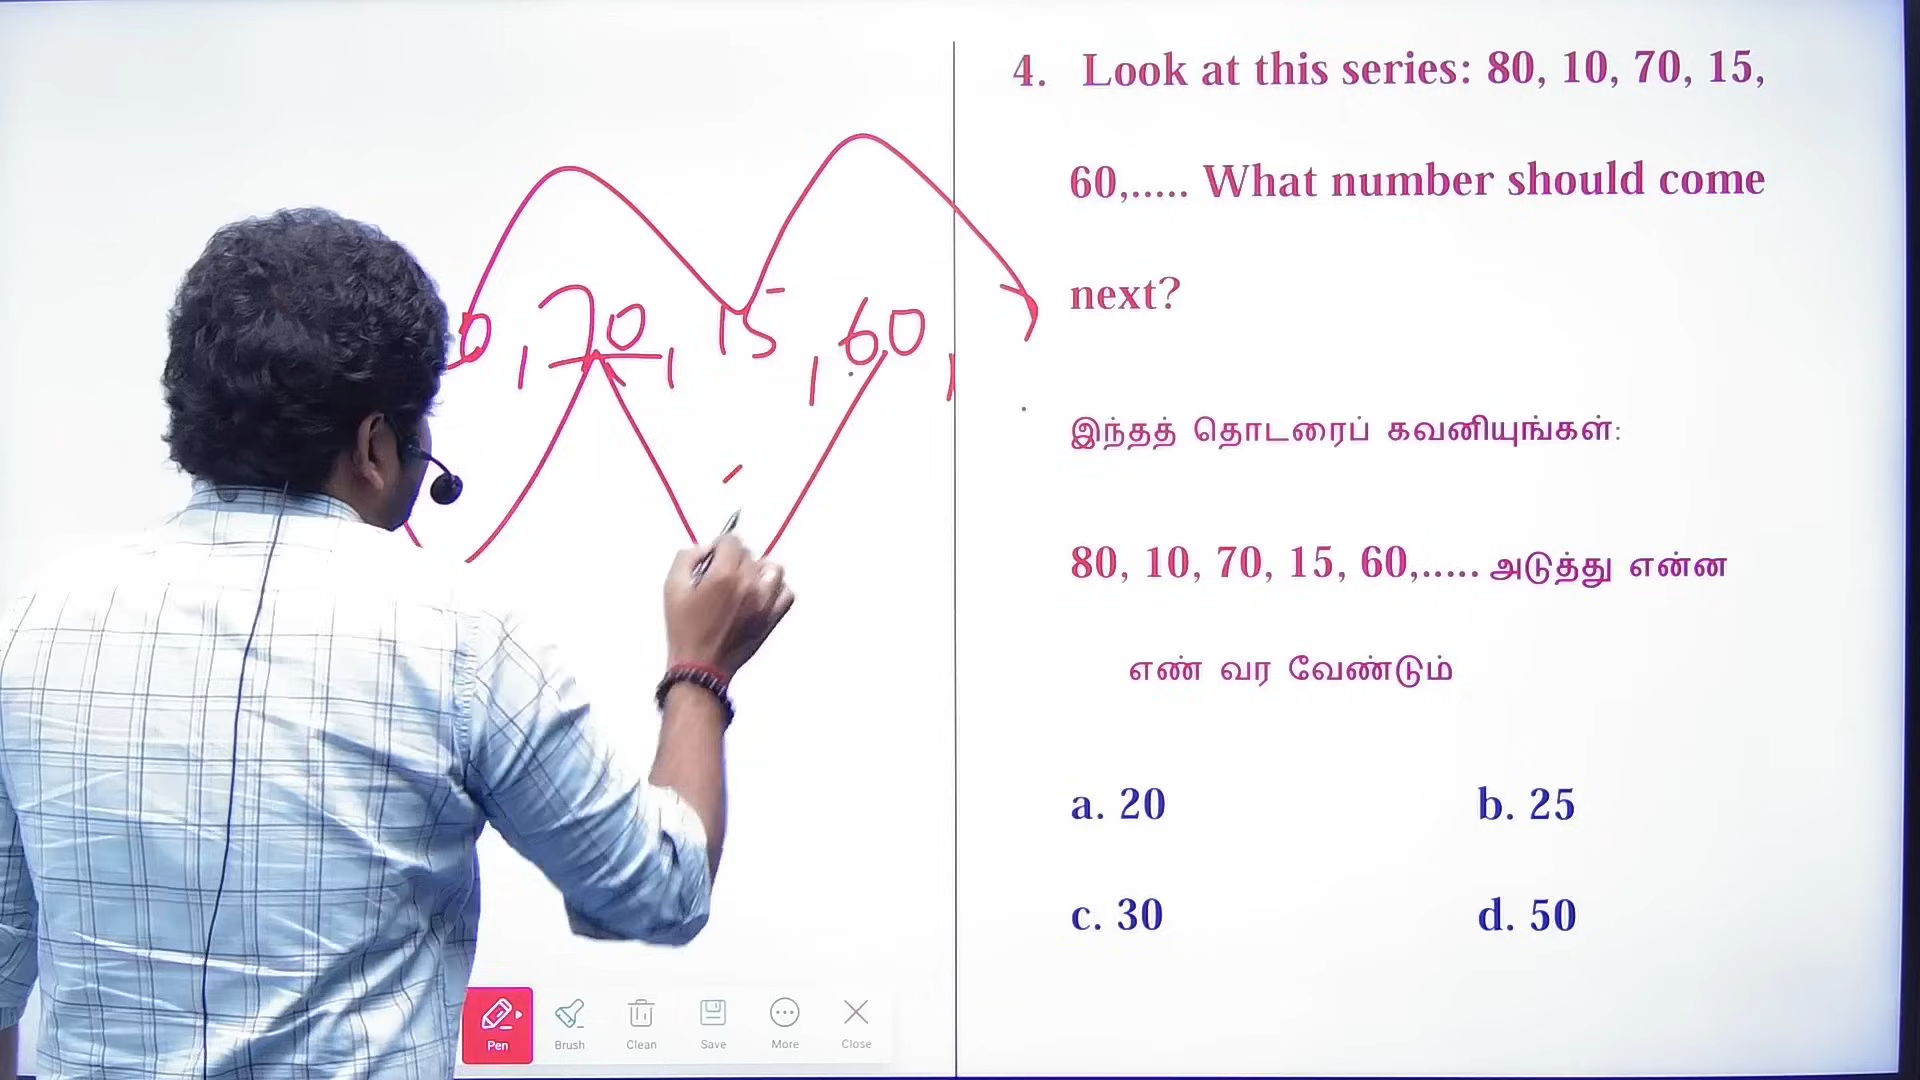 0, 70, 15, 60,
4. Look at this series: 80, 10, 70, 15,
60,..... What number should come
next?
இந்தத் தொடரைப் கவனியுங்கள்:
80, 10, 70, 15, 60,..... அடுத்து என்ன
எண் வர வேண்டும்
a. 20 b. 25
c. 30 d. 50
Pen Brush Clean Save More Close